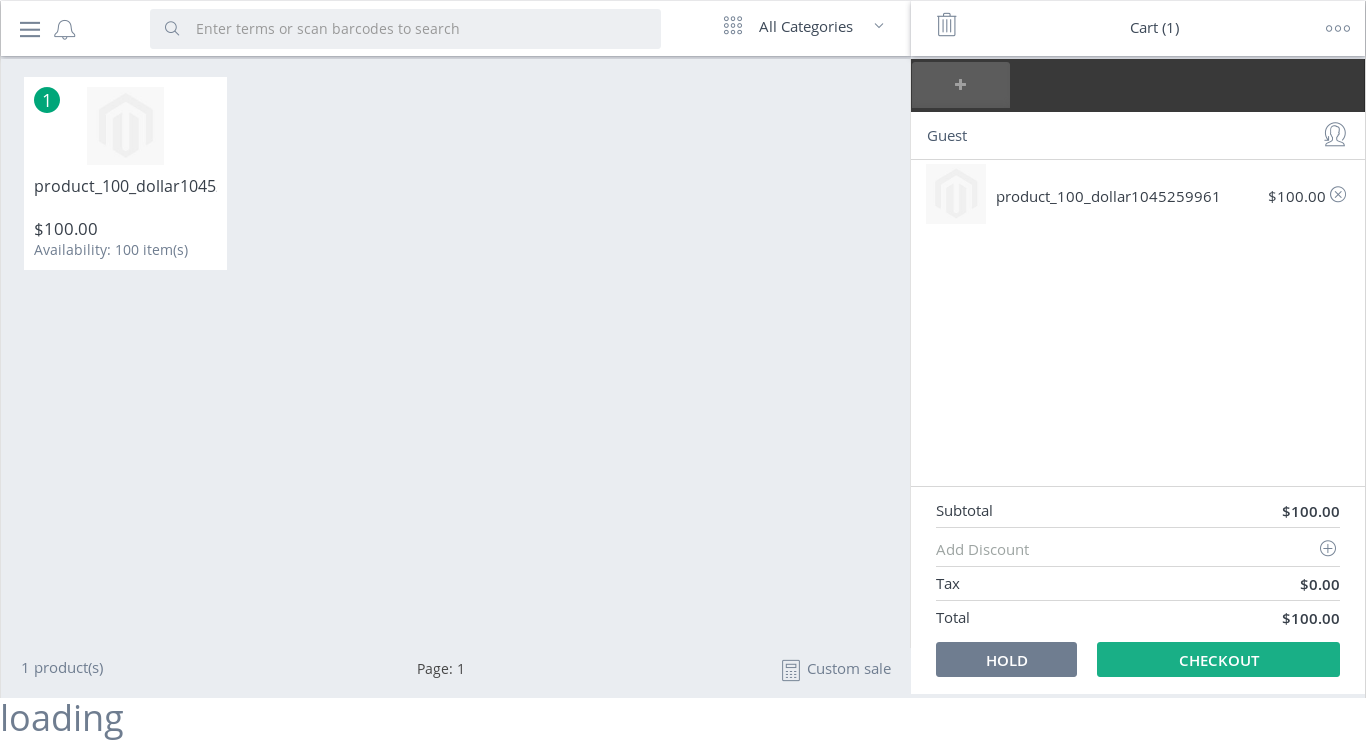 Enter terms or scan barcodes to search
All Categories
Cart (1)
+
Guest
1
product_100_dollar1045
$100.00
Availability: 100 item(s)
product_100_dollar1045259961 $100.00
Subtotal $100.00
Add Discount
Tax $0.00
Total $100.00
HOLD CHECKOUT
1 product(s) Page: 1 Custom sale
loading